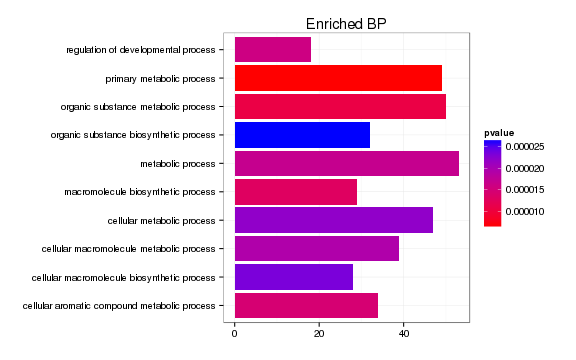 Enriched BP
regulation of developmental process
primary metabolic process
organic substance metabolic process
organic substance biosynthetic process
metabolic process
macromolecule biosynthetic process
cellular metabolic process
cellular macromolecule metabolic process
cellular macromolecule biosynthetic process
cellular aromatic compound metabolic process
0 20 40
pvalue
0.000025
0.000020
0.000015
0.000010